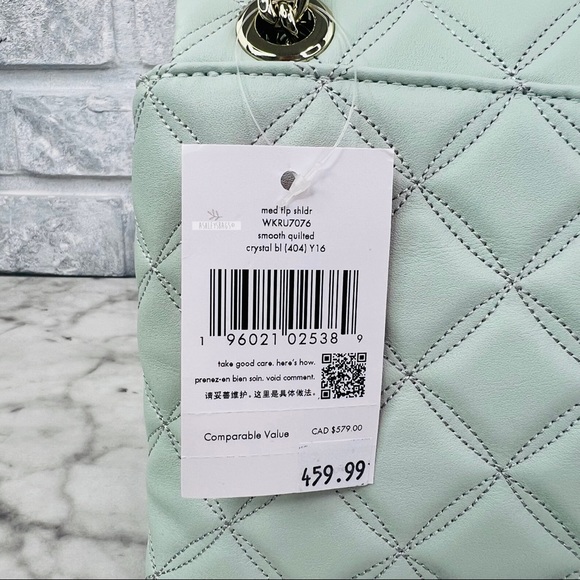 med flp shldr
WKRU7076
smooth quilted
crystal bl (404) Y16
1 96021 02538 9
take good care. here's how.
prenez-en bien soin. void comment.
请妥善维护。这里是具体做法。
Comparable Value CAD $579.00
459.99